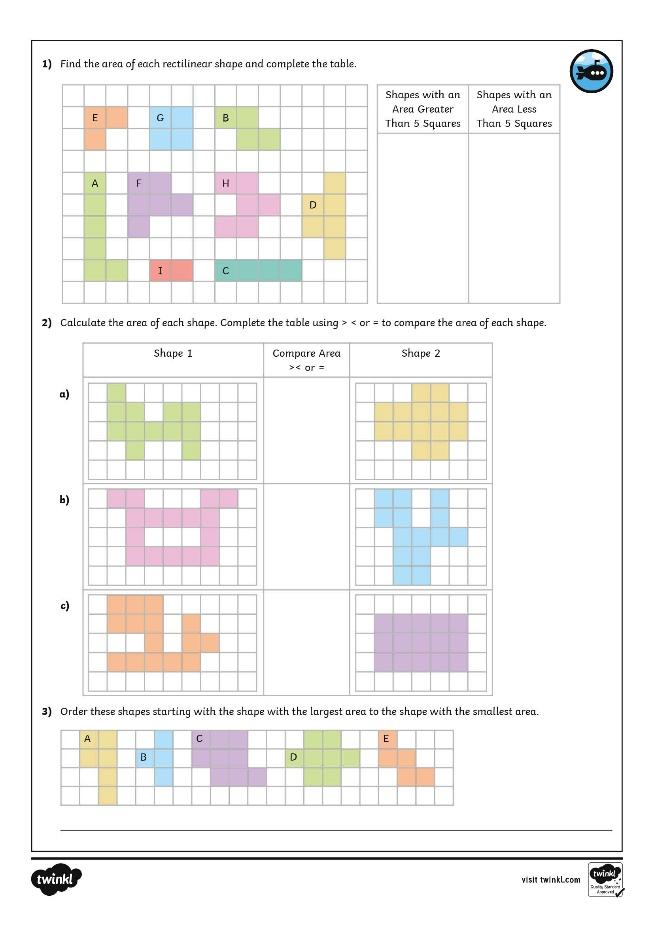 1) Find the area of each rectilinear shape and complete the table.
E G B
A F H
D
I C
Shapes with an
Area Greater
Than 5 Squares
Shapes with an
Area Less
Than 5 Squares
2) Calculate the area of each shape. Complete the table using > < or = to compare the area of each shape.
Shape 1
Compare Area
>< or =
Shape 2
a)
b)
c)
3) Order these shapes starting with the shape with the largest area to the shape with the smallest area.
A C E
B D
twinkl
visit twinkl.com
twinkl
Quality Standard
Approved